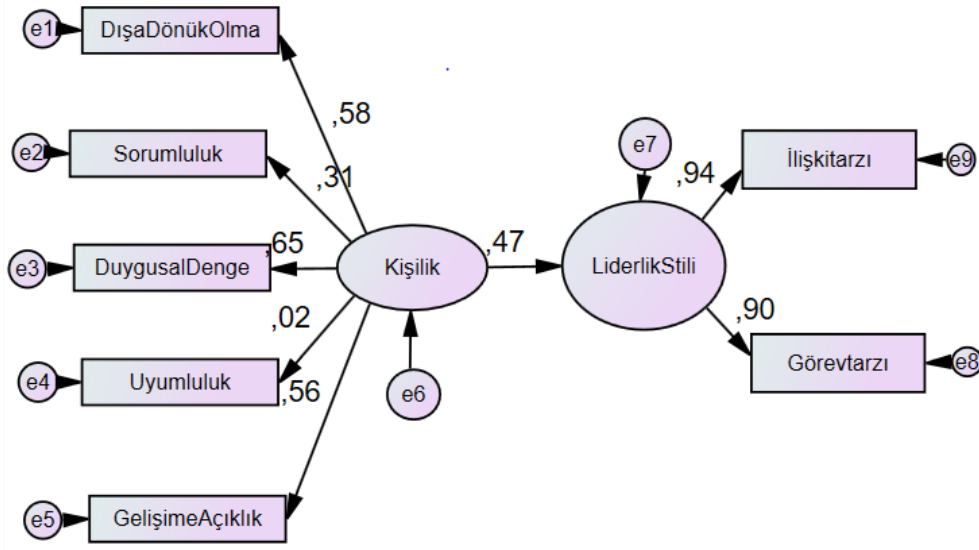 e1
DışaDönükOlma
,58
e2
Sorumluluk
,31
e3
DuygusalDenge
,65
Kişilik
,47
e7
LiderlikStili
,94
İlişkitarzı
e9
,90
Görevtarzı
e8
,02
e4
Uyumluluk
,56
e6
e5
GelişimeAçıklık